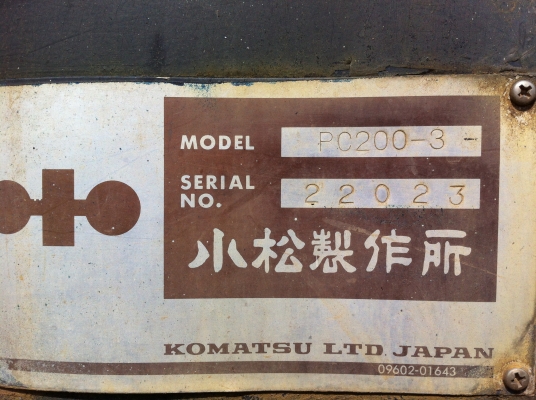 MODEL PC200-3-
SERIAL
NO. 22023
小松製作所
KOMATSU LTD. JAPAN
09602-01643